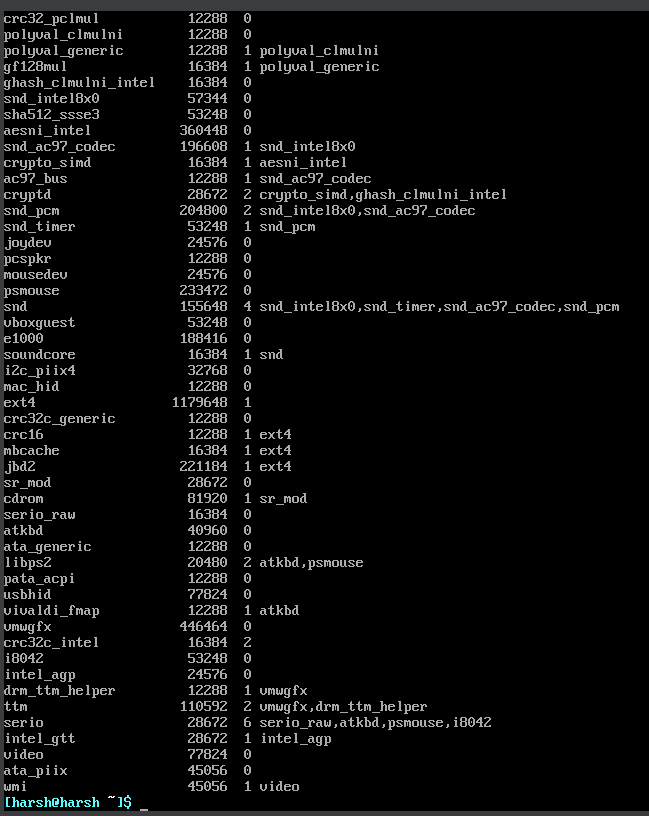 crc32_pclmul 12288 0
polyval_clmulni 12288 0
polyval_generic 12288 1 polyval_clmulni
gf128mul 16384 1 polyval_generic
ghash_clmulni_intel 16384 0
snd_intel8x0 57344 0
sha512_ssse3 53248 0
aesni_intel 360448 0
snd_ac97_codec 196608 1 snd_intel8x0
crypto_simd 16384 1 aesni_intel
ac97_bus 12288 1 snd_ac97_codec
cryptd 28672 2 crypto_simd,ghash_clmulni_intel
snd_pcm 204800 2 snd_intel8x0,snd_ac97_codec
snd_timer 53248 1 snd_pcm
joydev 24576 0
pcspkr 12288 0
mousedev 24576 0
psmouse 233472 0
snd 155648 4 snd_intel8x0,snd_timer,snd_ac97_codec,snd_pcm
vboxguest 53248 0
e1000 188416 0
soundcore 16384 1 snd
i2c_piix4 32768 0
mac_hid 12288 0
ext4 1179648 1
crc32c_generic 12288 0
crc16 12288 1 ext4
mbcache 16384 1 ext4
jbd2 221184 1 ext4
sr_mod 28672 0
cdrom 81920 1 sr_mod
serio_raw 16384 0
atkbd 40960 0
ata_generic 12288 0
libps2 20480 2 atkbd,psmouse
pata_acpi 12288 0
usbhid 77824 0
vivaldi_fmap 12288 1 atkbd
vmwgfx 446464 0
crc32c_intel 16384 2
i8042 53248 0
intel_agp 24576 0
drm_ttm_helper 12288 1 vmwgfx
ttm 110592 2 vmwgfx,drm_ttm_helper
serio 28672 6 serio_raw,atkbd,psmouse,i8042
intel_gtt 28672 1 intel_agp
video 77824 0
ata_piix 45056 0
wmi 45056 1 video
[harsh@harsh ~]$ _